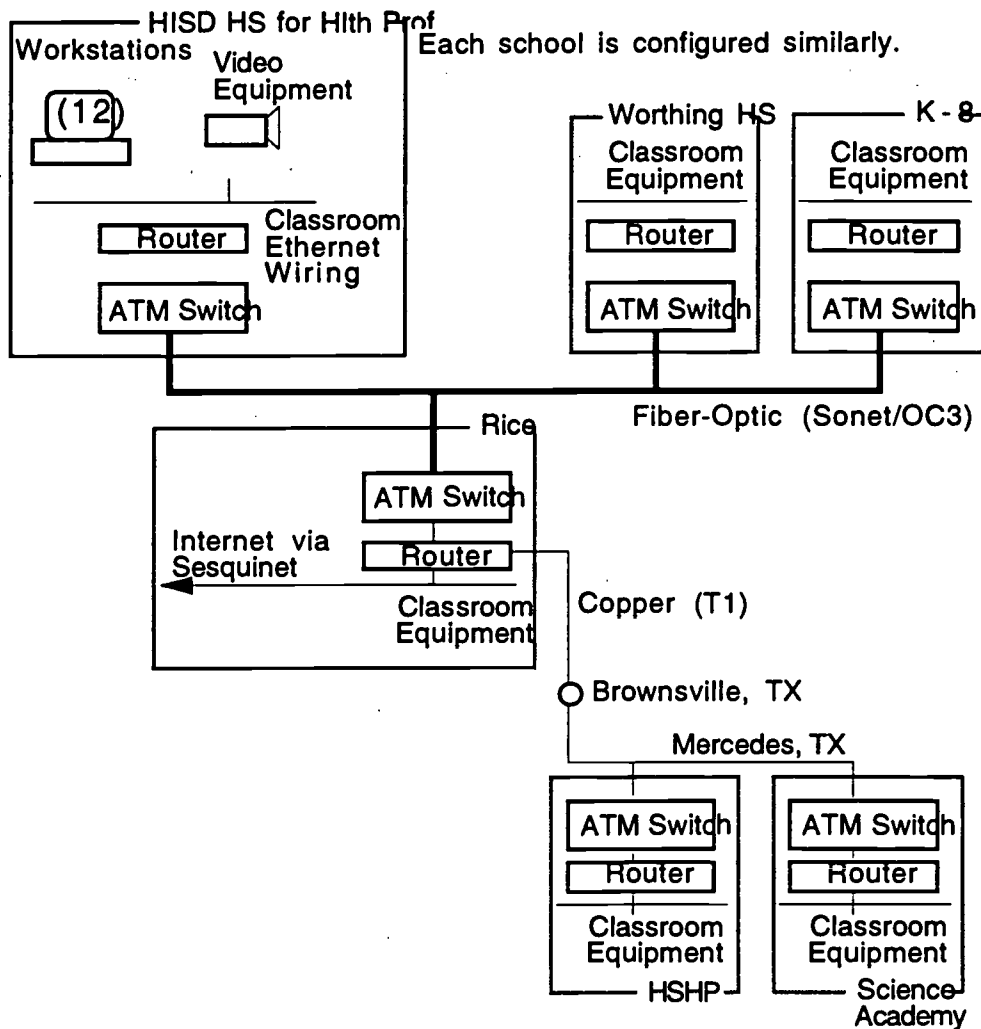 HISD HS for Hlth Prof
Each school is configured similarly.
Workstations
Video
Equipment
(12)
Classroom
Ethernet
Wiring
Router
ATM Switch
Worthing HS
Classroom
Equipment
Router
ATM Switch
K-8
Classroom
Equipment
Router
ATM Switch
Fiber-Optic (Sonet/OC3)
Rice
ATM Switch
Router
Internet via
Sesquinet
Classroom
Equipment
Copper (T1)
Brownsville, TX
Mercedes, TX
ATM Switch
Router
Classroom
Equipment
HSHP
ATM Switch
Router
Classroom
Equipment
Science
Academy